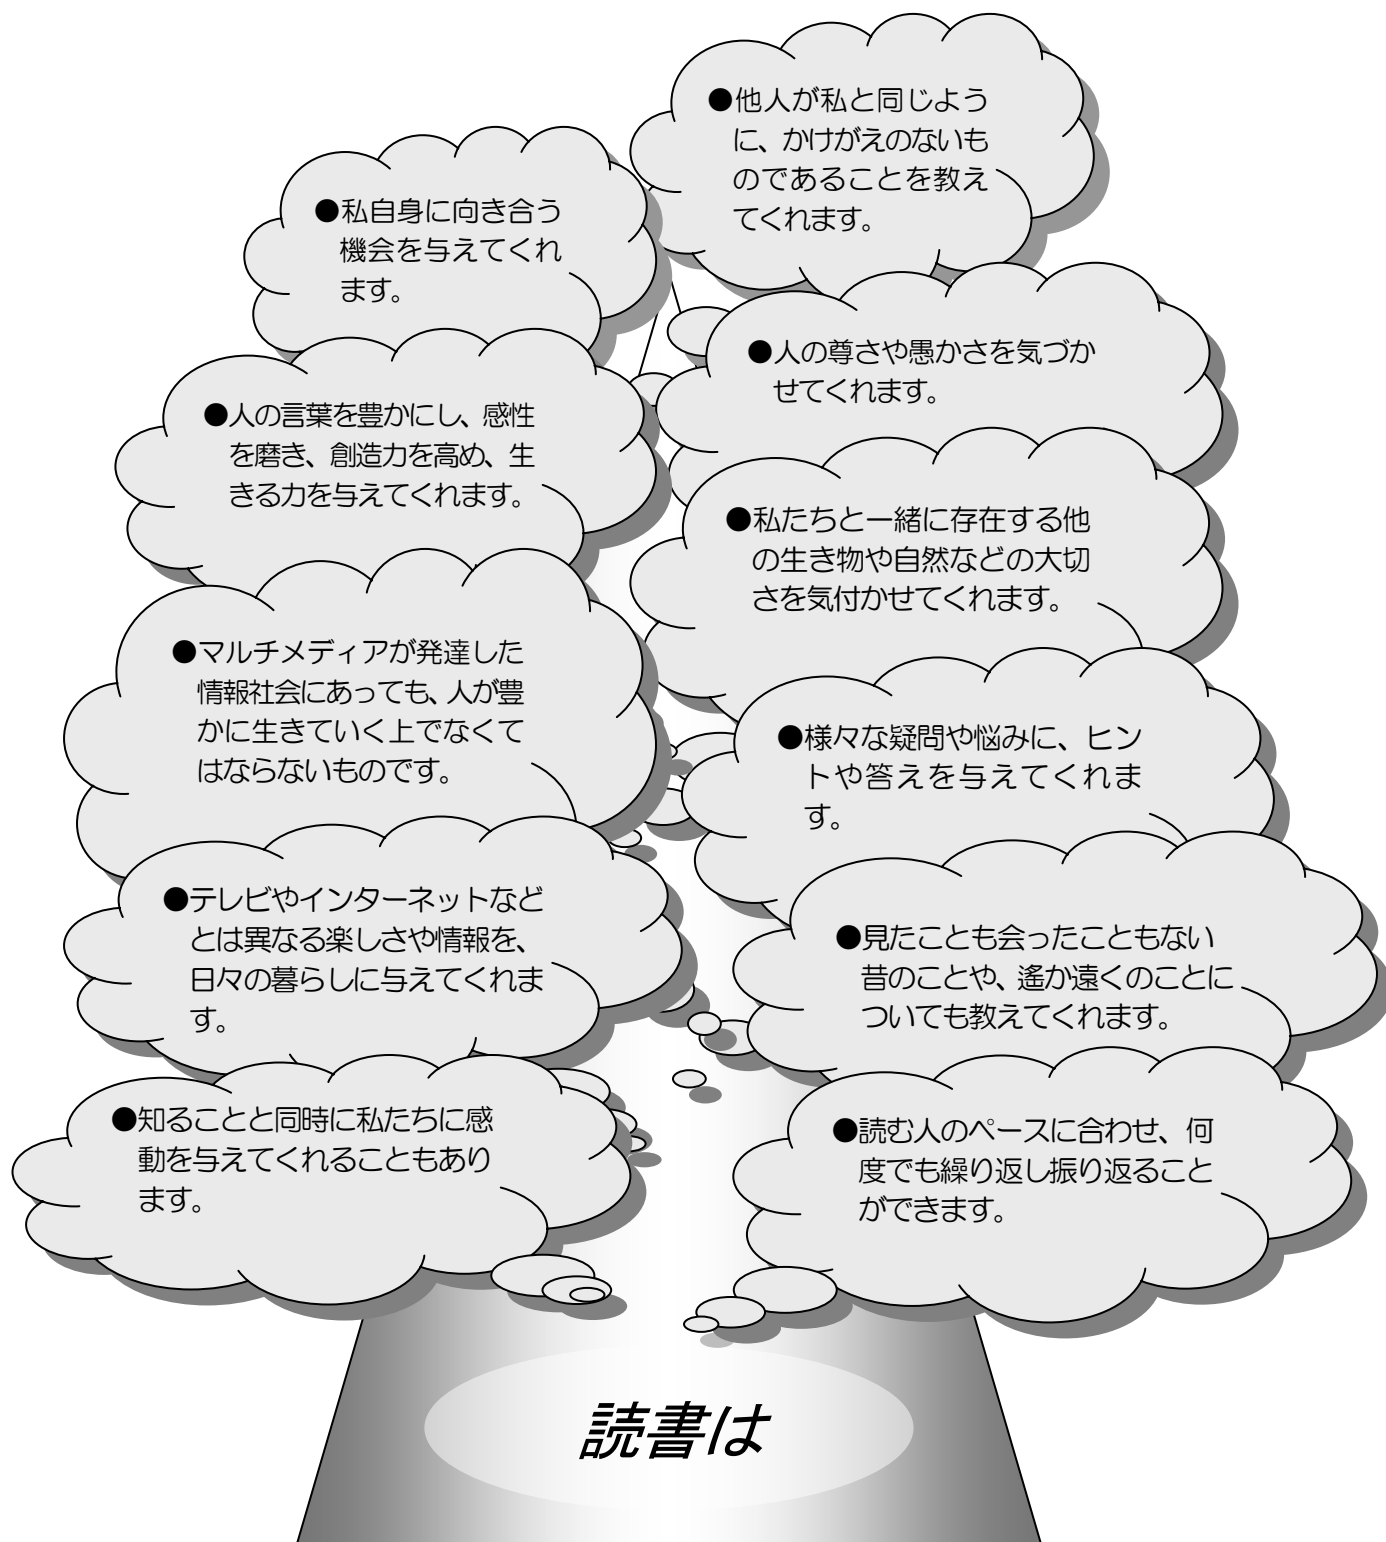 ●他人が私と同じよう
に、かけがえのないも
のであることを教え
てくれます。
●私自身に向き合う
機会を与えてくれ
ます。
●人の尊さや愚かさを気づか
せてくれます。
●人の言葉を豊かにし、感性
を磨き、創造力を高め、生
きる力を与えてくれます。
●私たちと一緒に存在する他
の生き物や自然などの大切
さを気付かせてくれます。
●マルチメディアが発達した
情報社会にあっても、人が豊
かに生きていく上でなくて
はならないものです。
●様々な疑問や悩みに、ヒン
トや答えを与えてくれま
す。
●テレビやインターネットなど
とは異なる楽しさや情報を、
日々の暮らしに与えてくれま
す。
●見たことも会ったこともない
昔のことや、遙か遠くのことに
ついても教えてくれます。
●知ることと同時に私たちに感
動を与えてくれることもあり
ます。
●読む人のペースに合わせ、何
度でも繰り返し振り返ること
ができます。
読書は